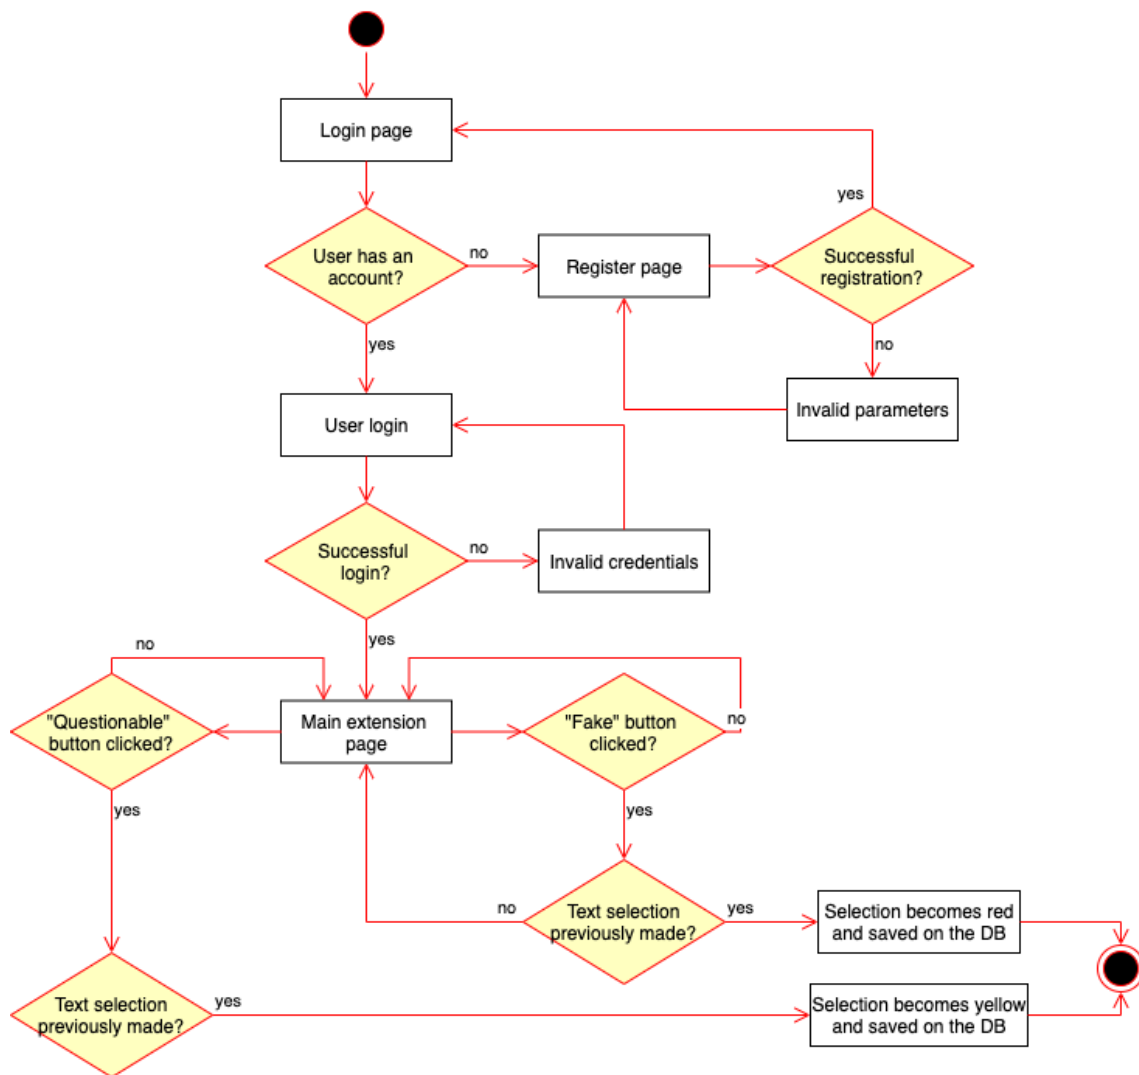 Login page
yes
User has an
account?
no
Register page
Successful
registration?
yes
no
User login
Invalid parameters
Successful
login?
no
Invalid credentials
yes
no
"Questionable"
button clicked?
Main extension
page
"Fake" button
clicked?
no
yes
yes
no
Text selection
previously made?
yes
Selection becomes red
and saved on the DB
Text selection
previously made?
yes
Selection becomes yellow
and saved on the DB